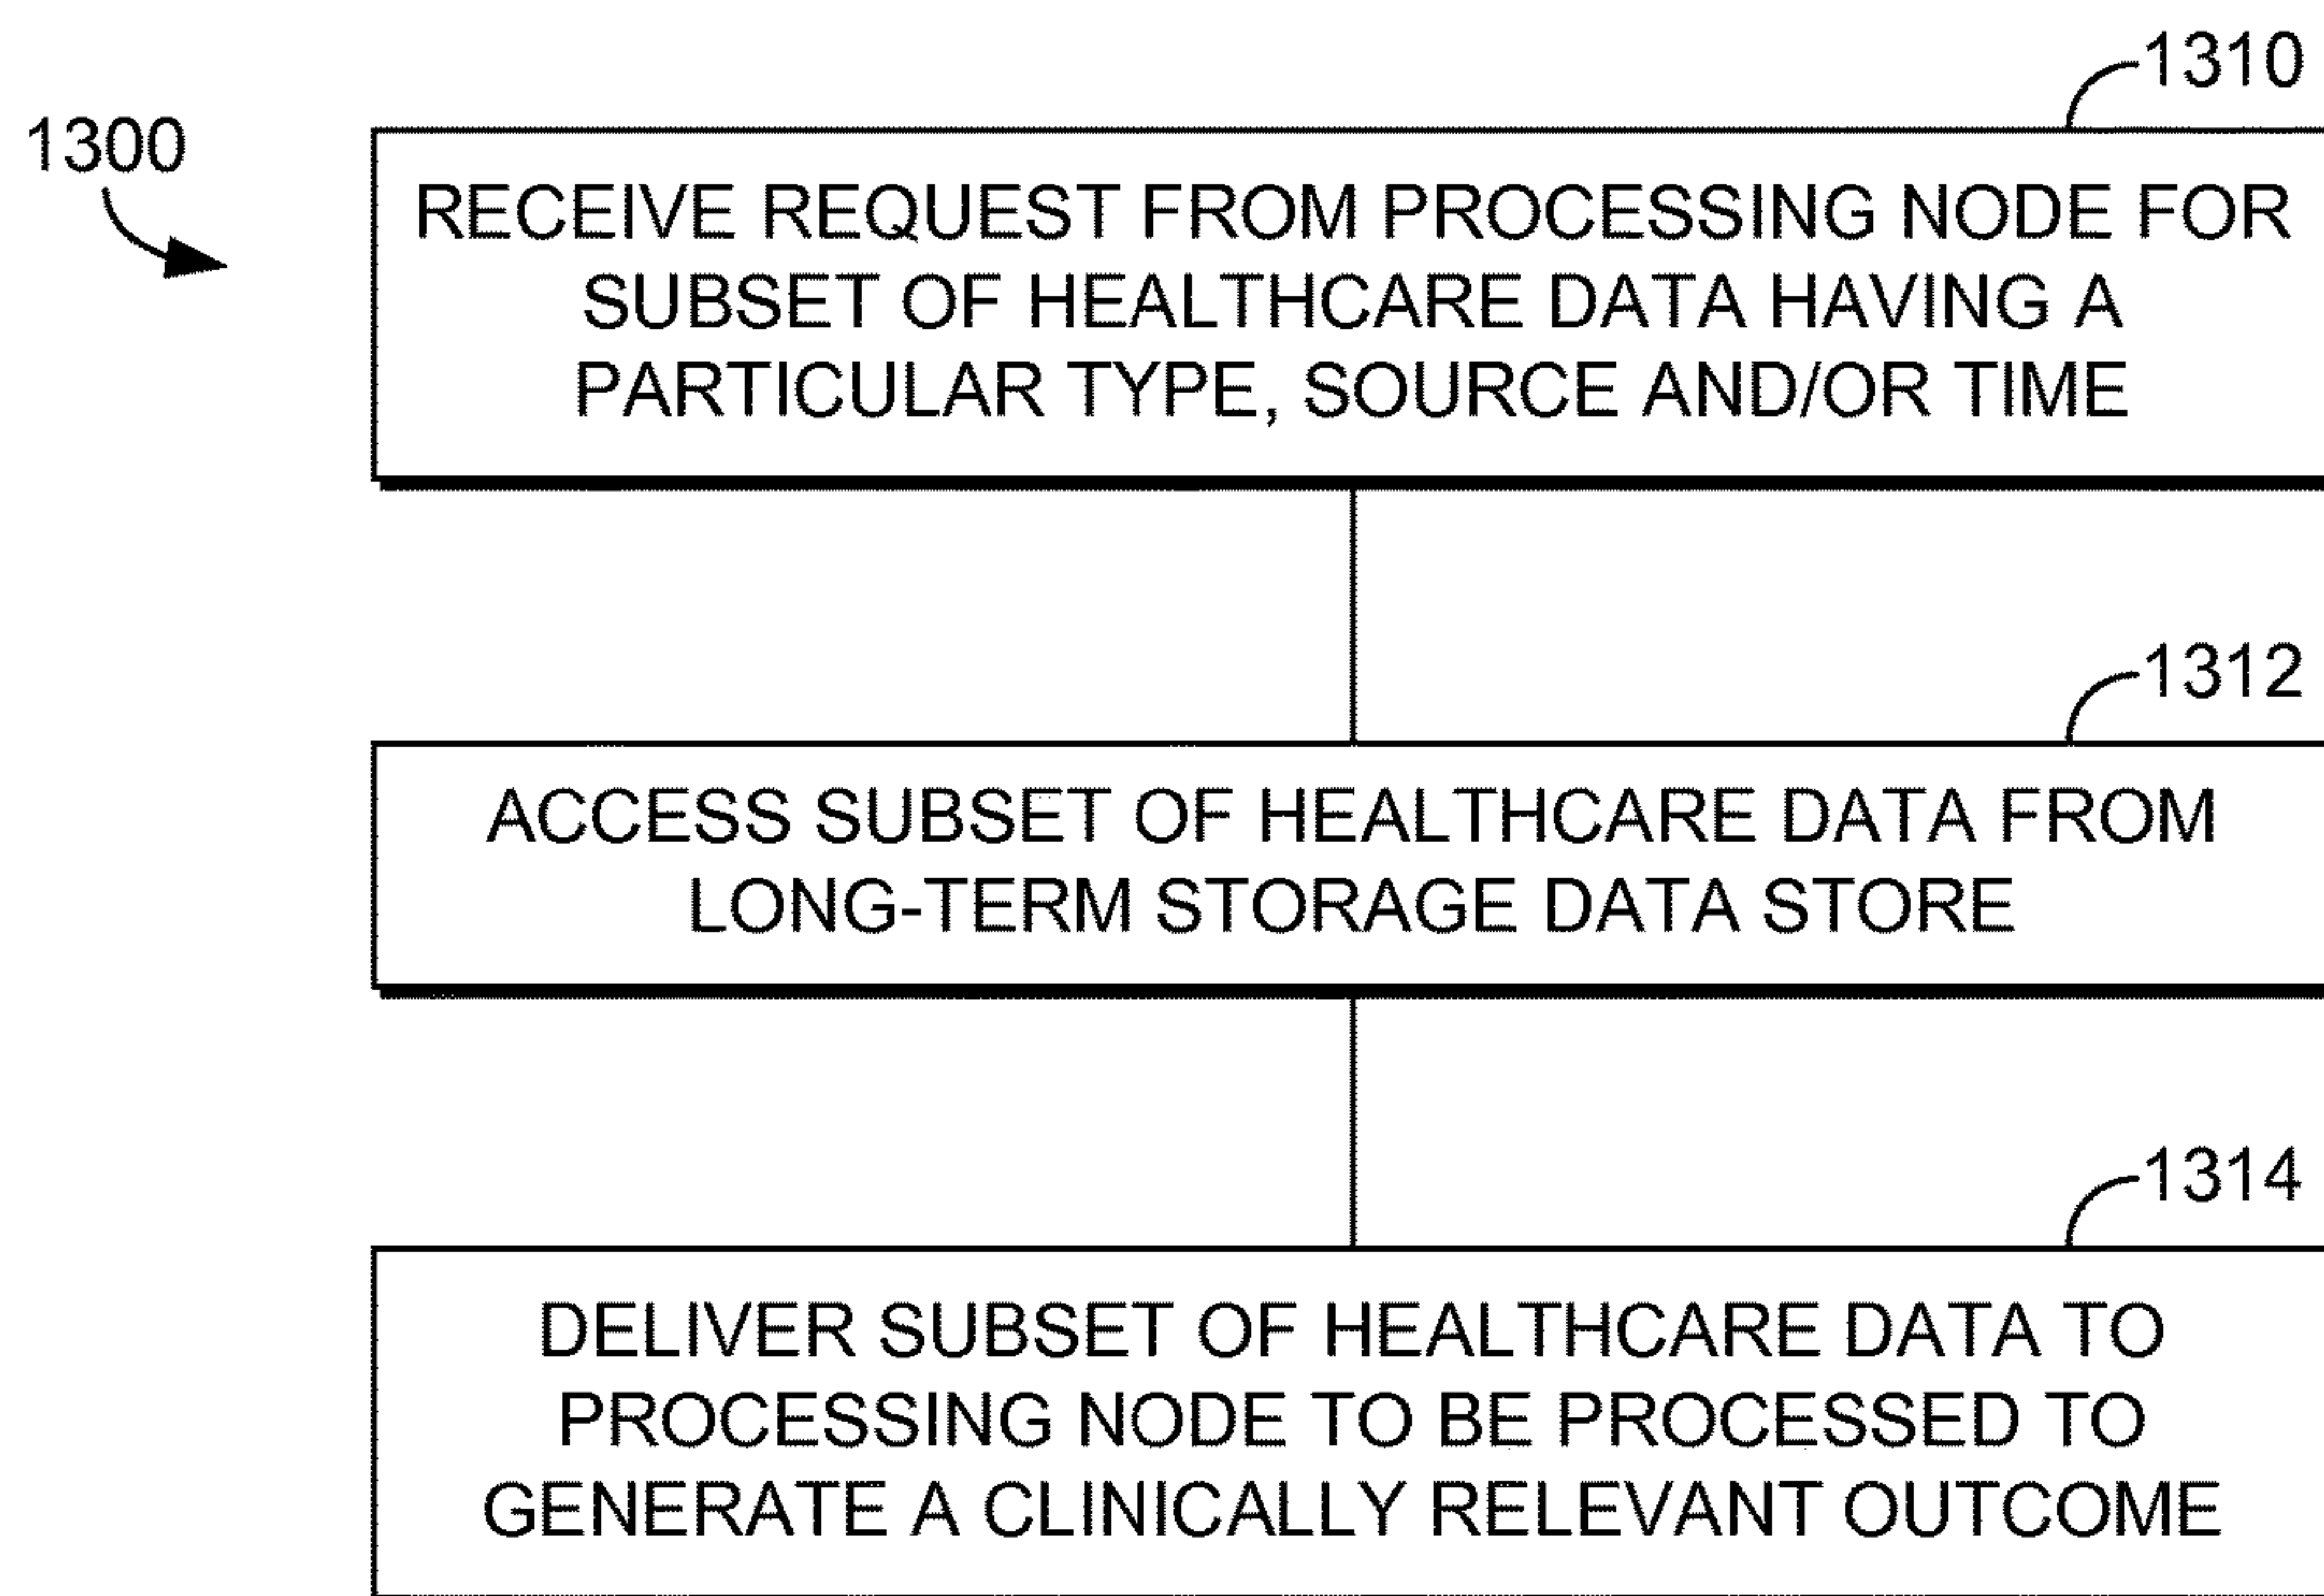 1310
1300
RECEIVE REQUEST FROM PROCESSING NODE FOR
SUBSET OF HEALTHCARE DATA HAVING A
PARTICULAR TYPE, SOURCE AND/OR TIME
1312
ACCESS SUBSET OF HEALTHCARE DATA FROM
LONG-TERM STORAGE DATA STORE
1314
DELIVER SUBSET OF HEALTHCARE DATA TO
PROCESSING NODE TO BE PROCESSED TO
GENERATE A CLINICALLY RELEVANT OUTCOME